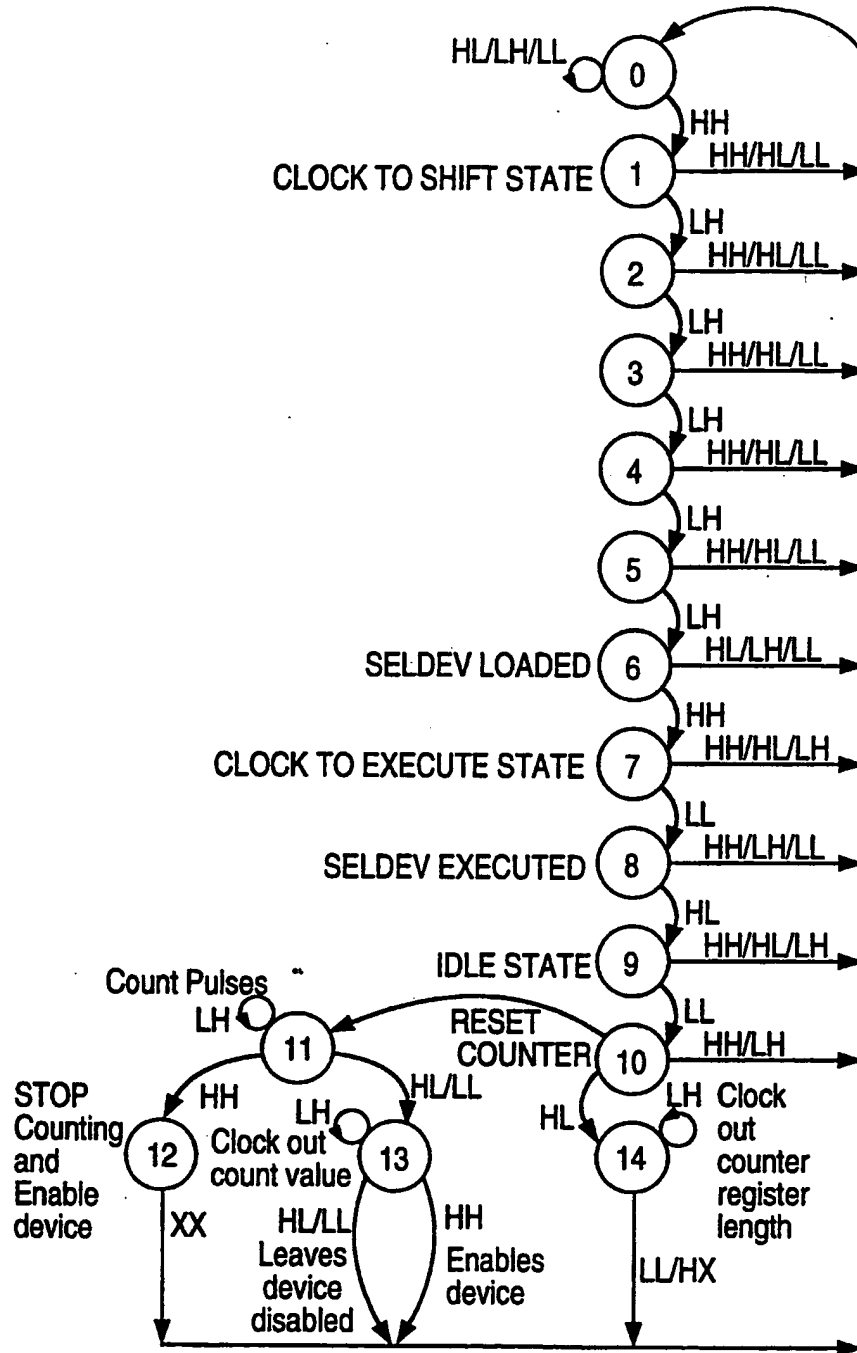 HL/LH/LL
0
HH
CLOCK TO SHIFT STATE
1
HH/HL/LL
LH
2
HH/HL/LL
LH
3
HH/HL/LL
LH
4
HH/HL/LL
LH
5
HH/HL/LL
LH
SELDEV LOADED
6
HL/LH/LL
HH
CLOCK TO EXECUTE STATE
7
HH/HL/LH
LL
SELDEV EXECUTED
8
HH/LH/LL
HL
IDLE STATE
9
HH/HL/LH
LL
RESET
COUNTER
10
HH/LH
Count Pulses
LH
11
HH
HL/LL
STOP
Counting
and
Enable
device
12
XX
LH
Clock out
count value
13
HL/LL
Leaves
device
disabled
HH
Enables
device
HL
14
LH
Clock
out
counter
register
length
LL/HX